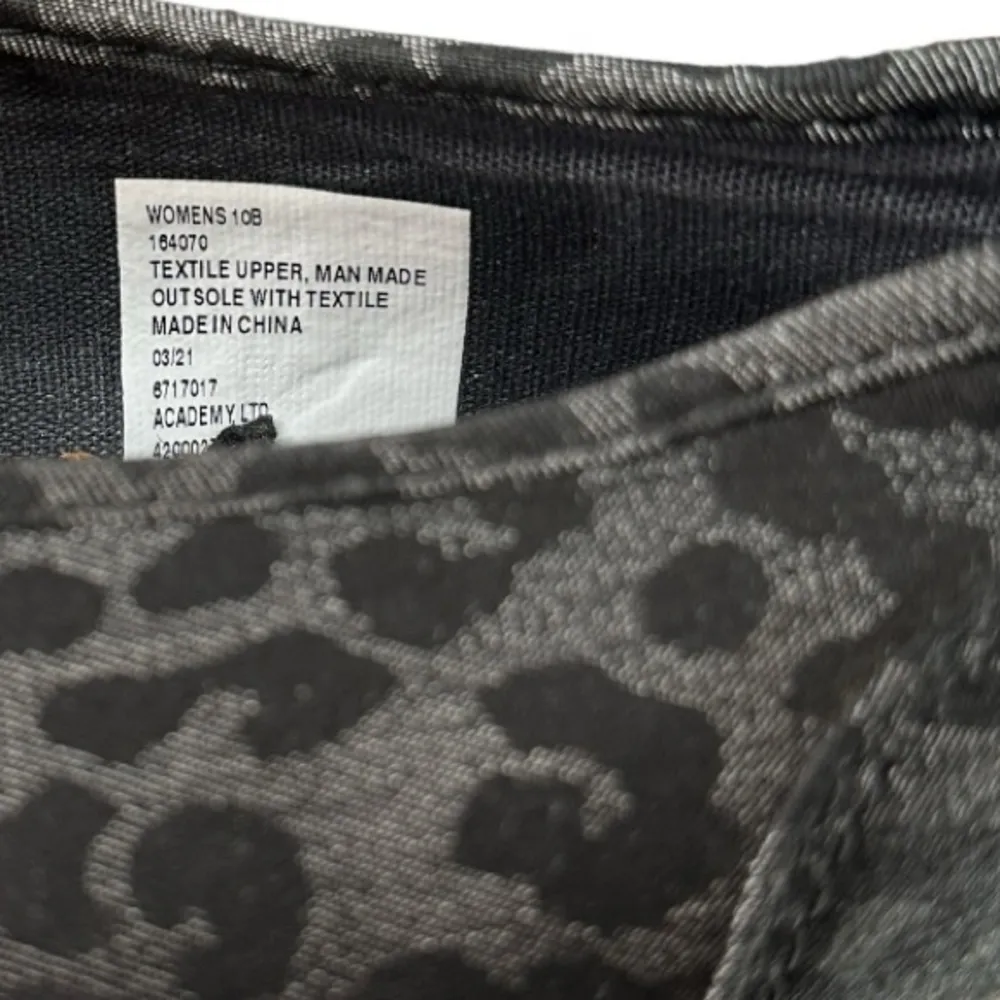 WOMENS 10B
164070
TEXTILE UPPER, MAN MADE
OUTSOLE WITH TEXTILE
MADE IN CHINA
03/21
6717017
ACADEMY, LTD